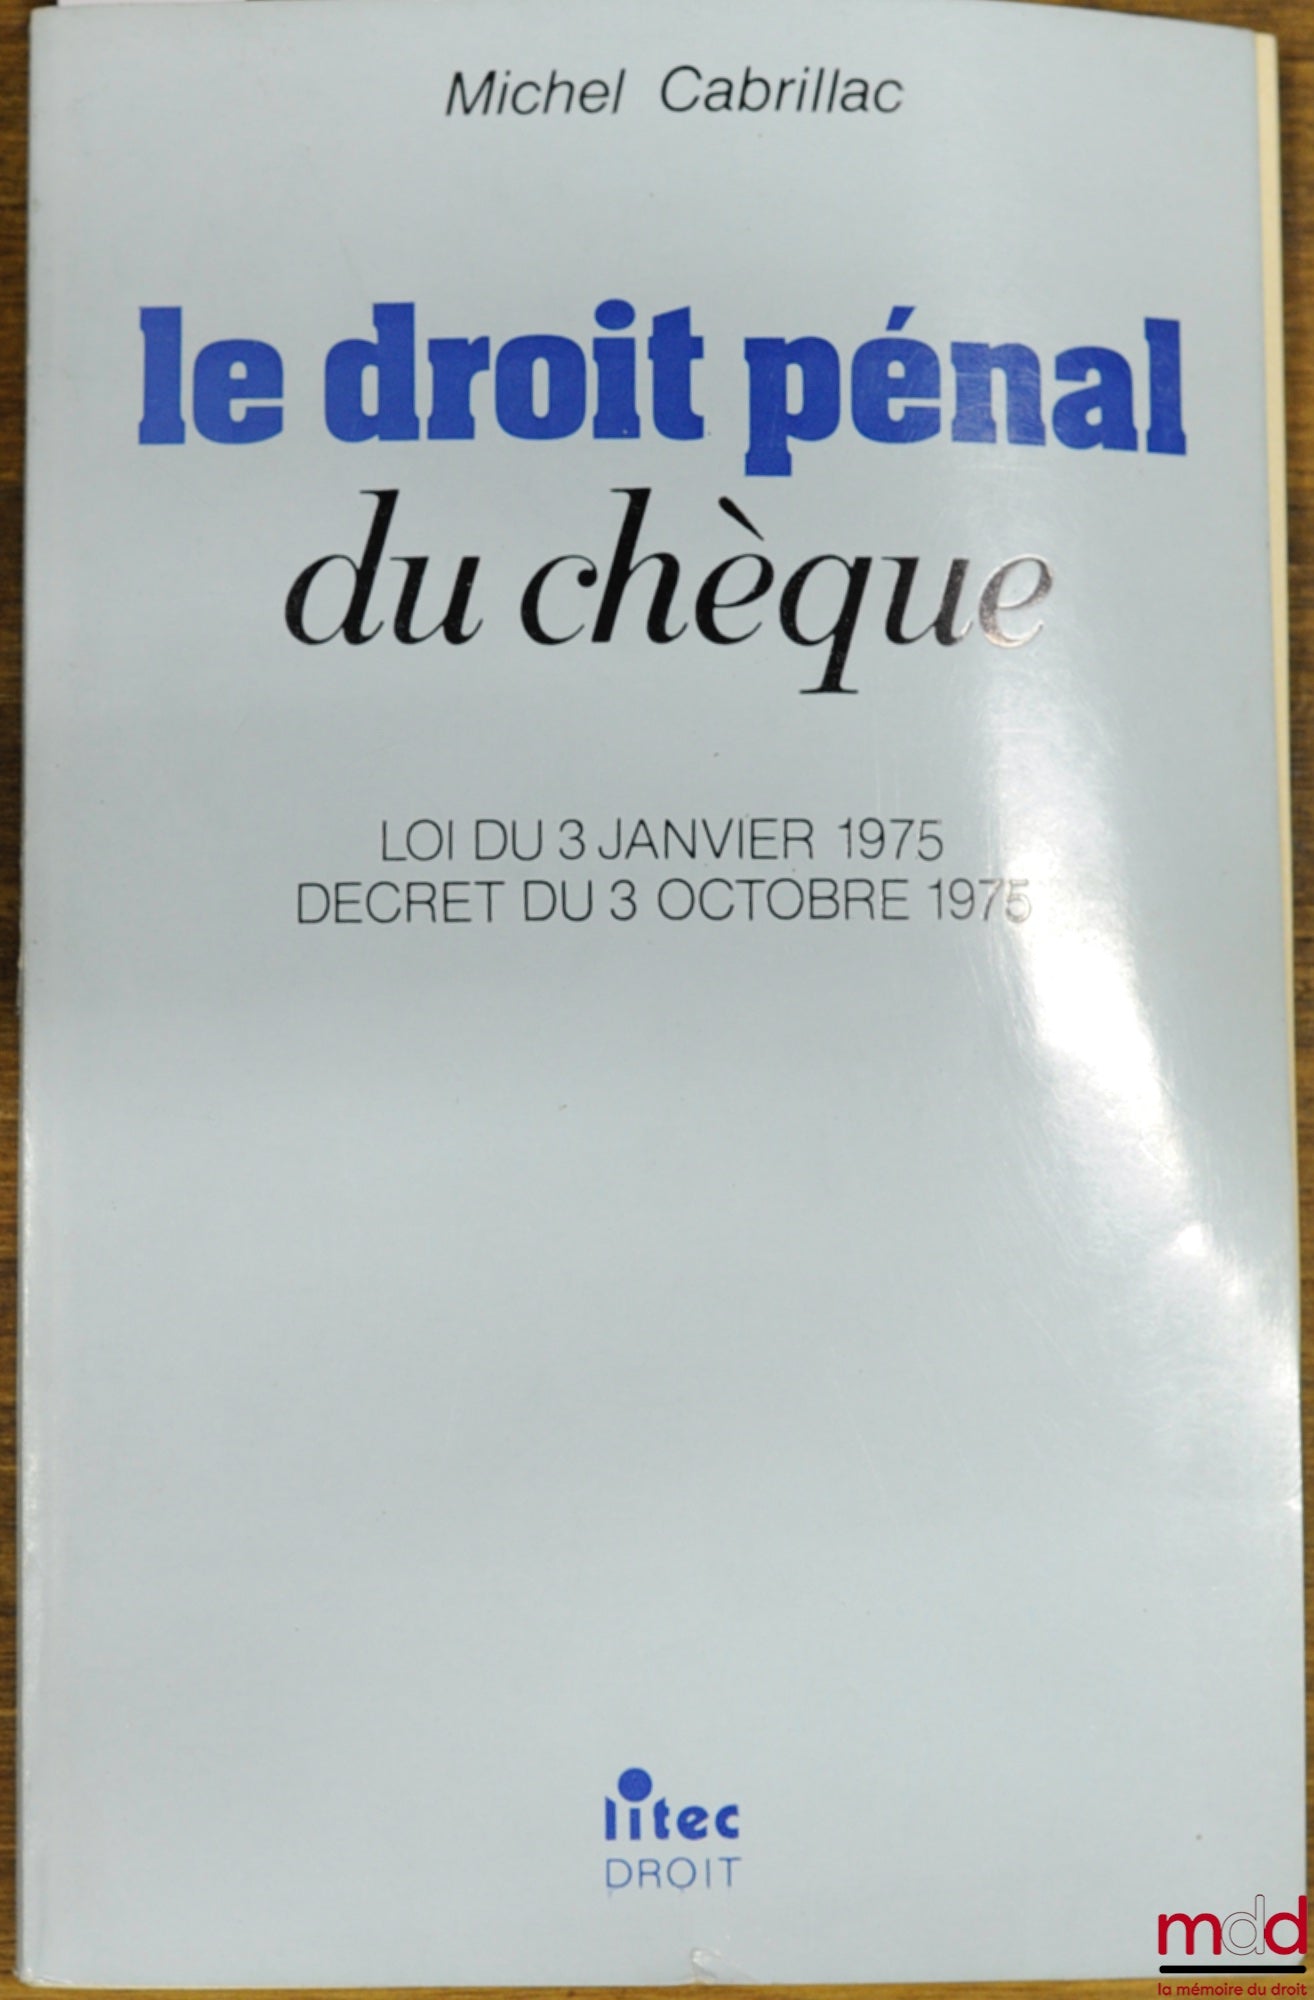 Michel Cabrillac
le droit pénal
du chèque
LOI DU 3 JANVIER 1975
DECRET DU 3 OCTOBRE 1975
litec
DROIT
mdd
la mémoire du droit